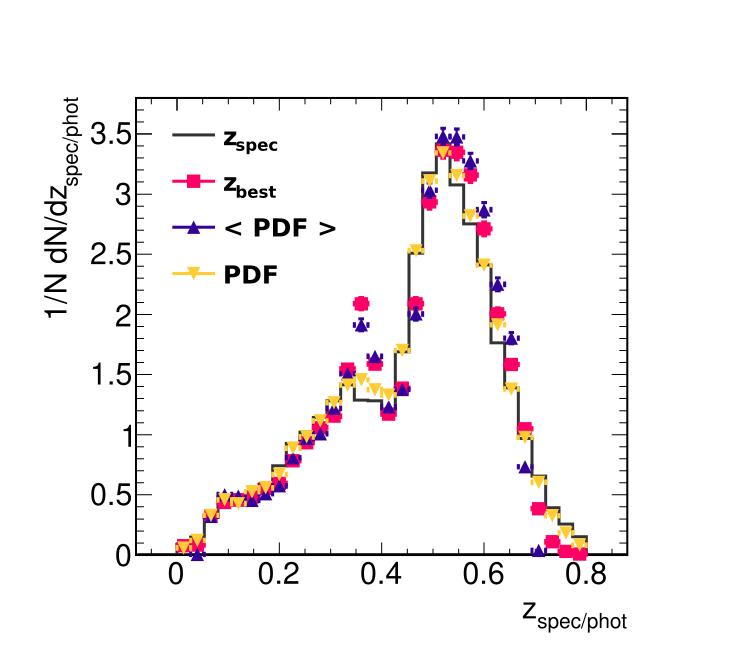 1/N dN/dz_spec/phot
3.5
3
2.5
2
1.5
1
0.5
0
z_spec
z_best
< PDF >
PDF
0 0.2 0.4 0.6 0.8
z_spec/phot